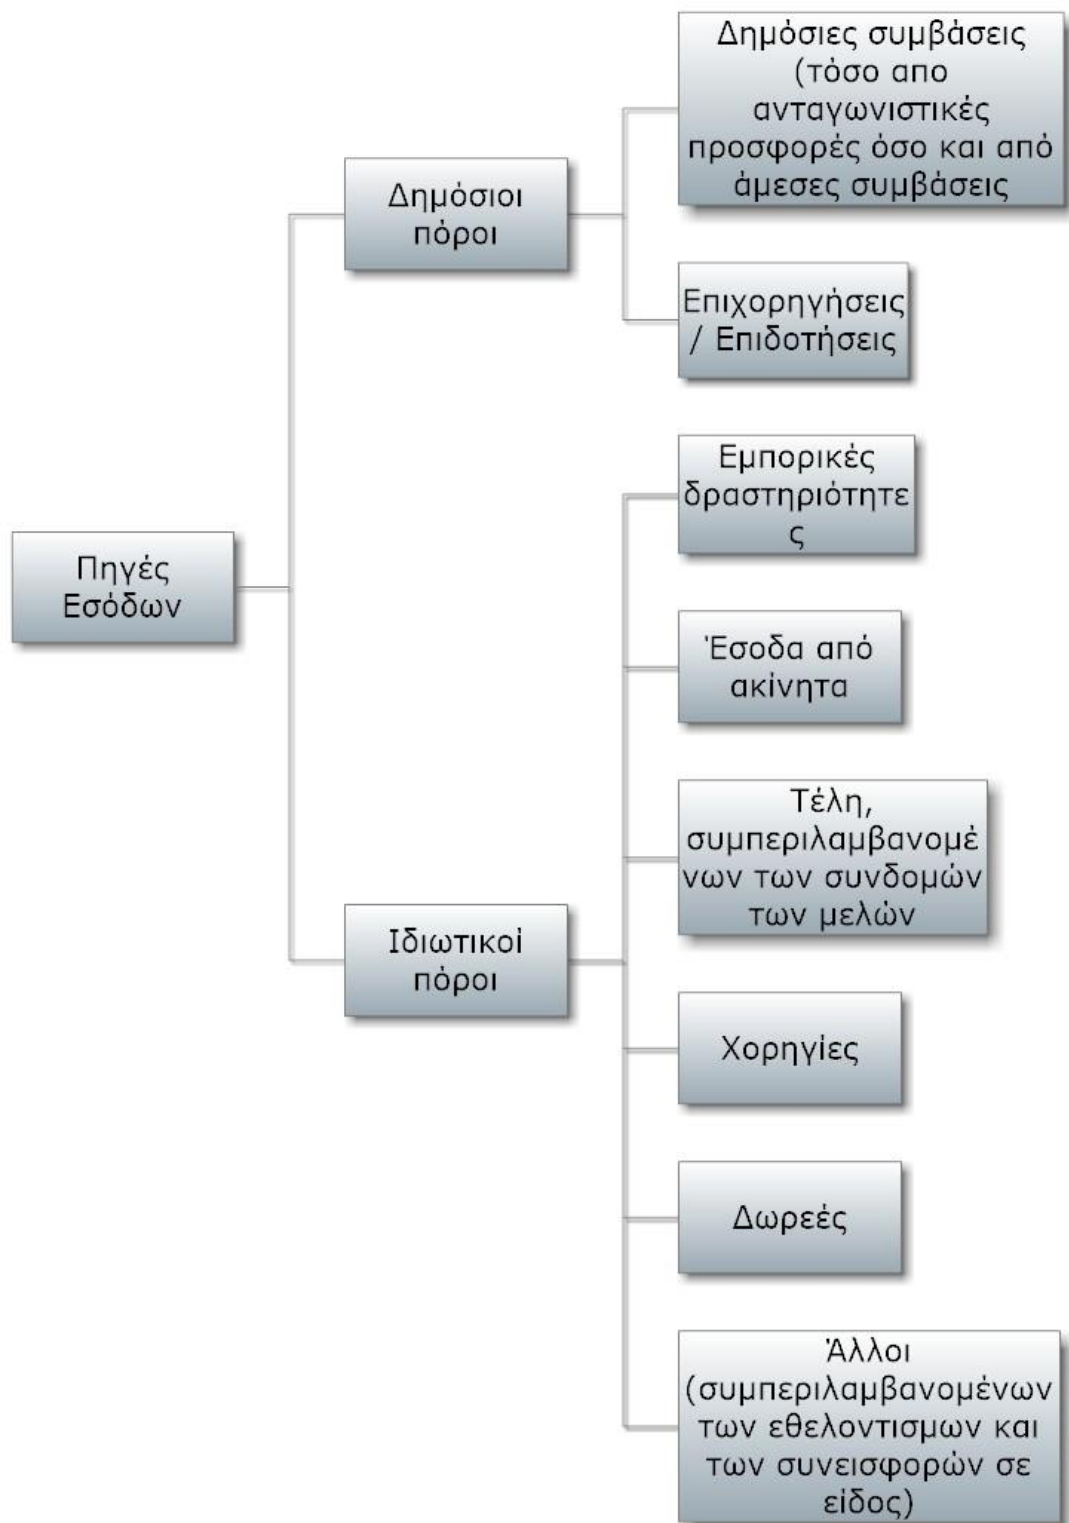 Πηγές
Εσόδων
Δημόσιοι
πόροι
Δημόσιες συμβάσεις
(τόσο απο
ανταγωνιστικές
προσφορές όσο και από
άμεσες συμβάσεις
Επιχορηγήσεις
/ Επιδοτήσεις
Ιδιωτικοί
πόροι
Εμπορικές
δραστηριότητε
ς
Έσοδα από
ακίνητα
Τέλη,
συμπεριλαμβανομέ
νων των συνδομών
των μελών
Χορηγίες
Δωρεές
Άλλοι
(συμπεριλαμβανομένων
των εθελοντισμων και
των συνεισφορών σε
είδος)